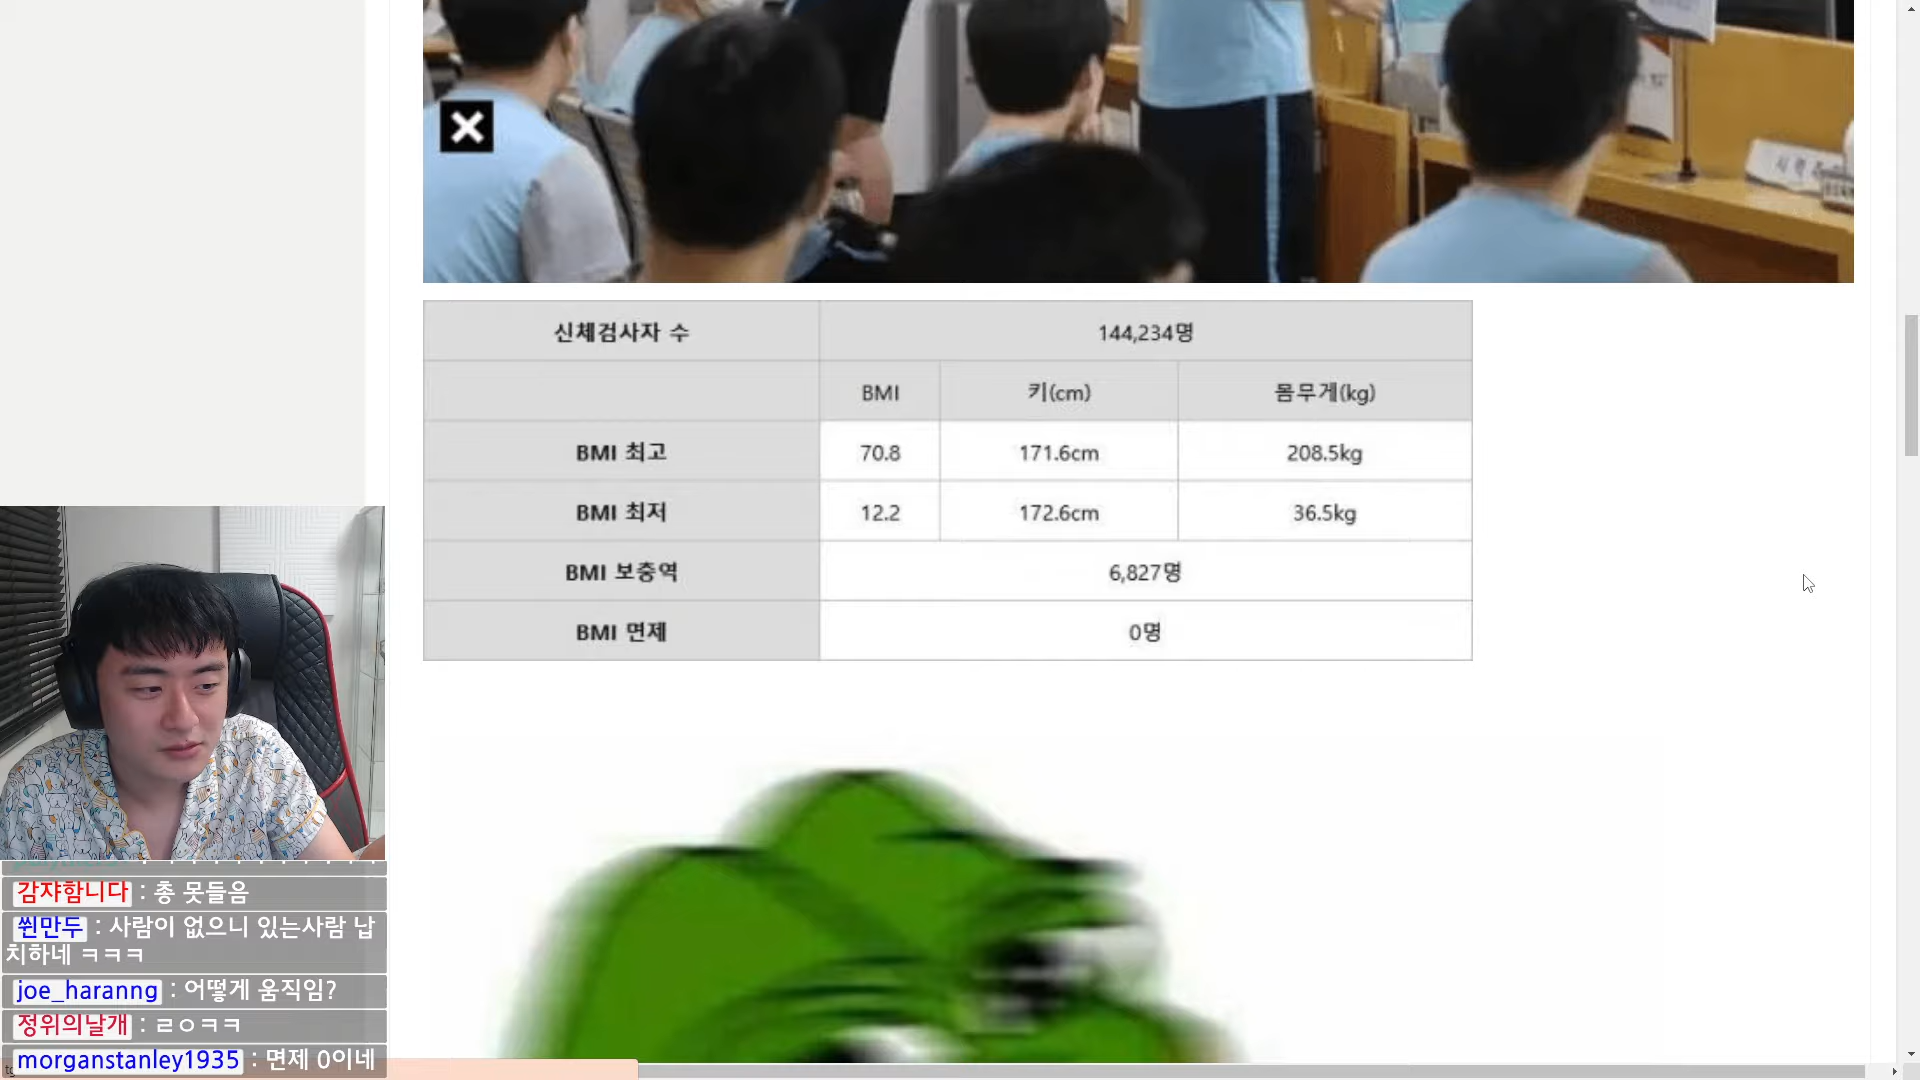 신체검사자 수 144,234명
BMI 키(cm) 몸무게(kg)
BMI 최고 70.8 171.6cm 208.5kg
BMI 최저 12.2 172.6cm 36.5kg
BMI 보충역 6,827명
BMI 면제 0명
감쟈함니다 : 총 못들음
쒼만두 : 사람이 없으니 있는사람 납
치하네 ㅋㅋㅋ
joe_haranng : 어떻게 움직임?
정위의날개 : ㄹㅇㅋㅋ
morganstanley1935 : 면제 0이네